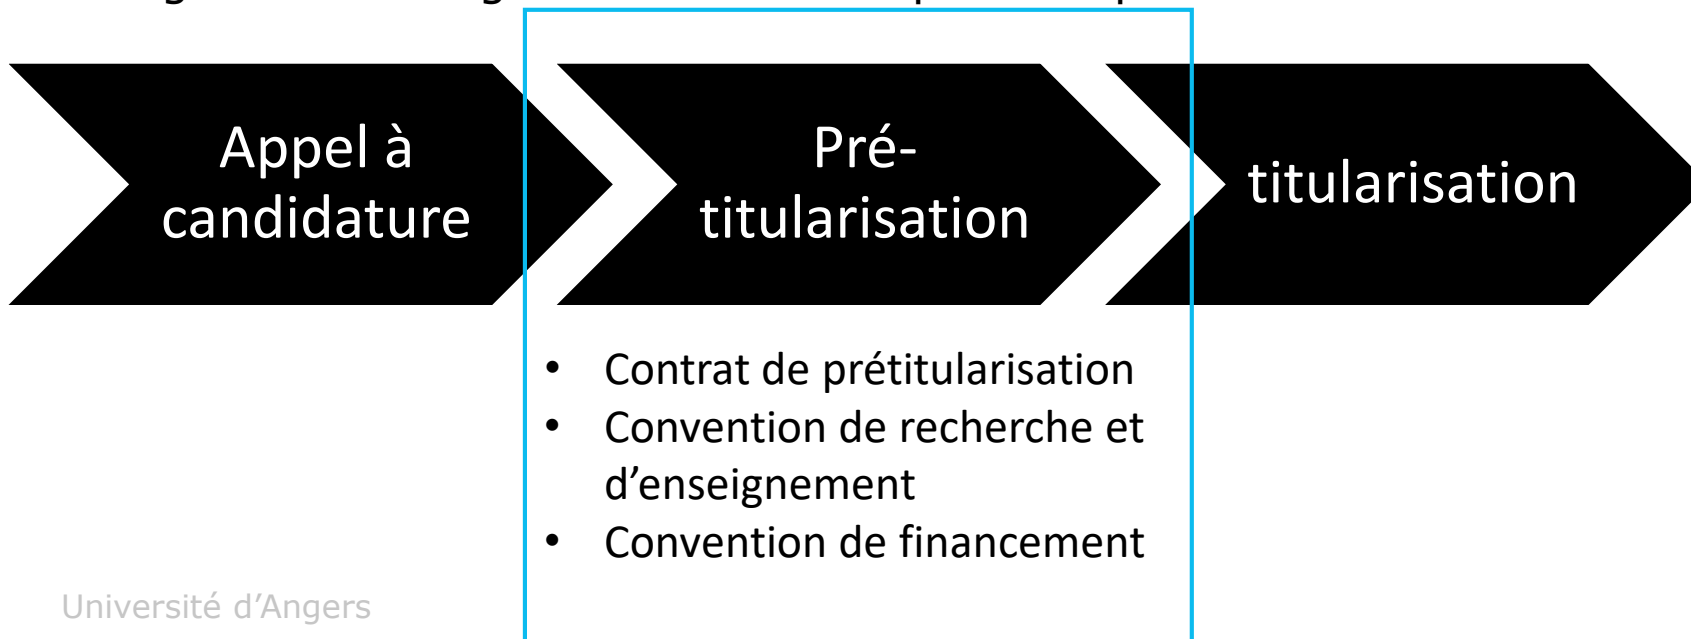 Appel à
candidature
Pré-
titularisation
titularisation
• Contrat de prétitularisation
• Convention de recherche et
d’enseignement
• Convention de financement
Université d’Angers